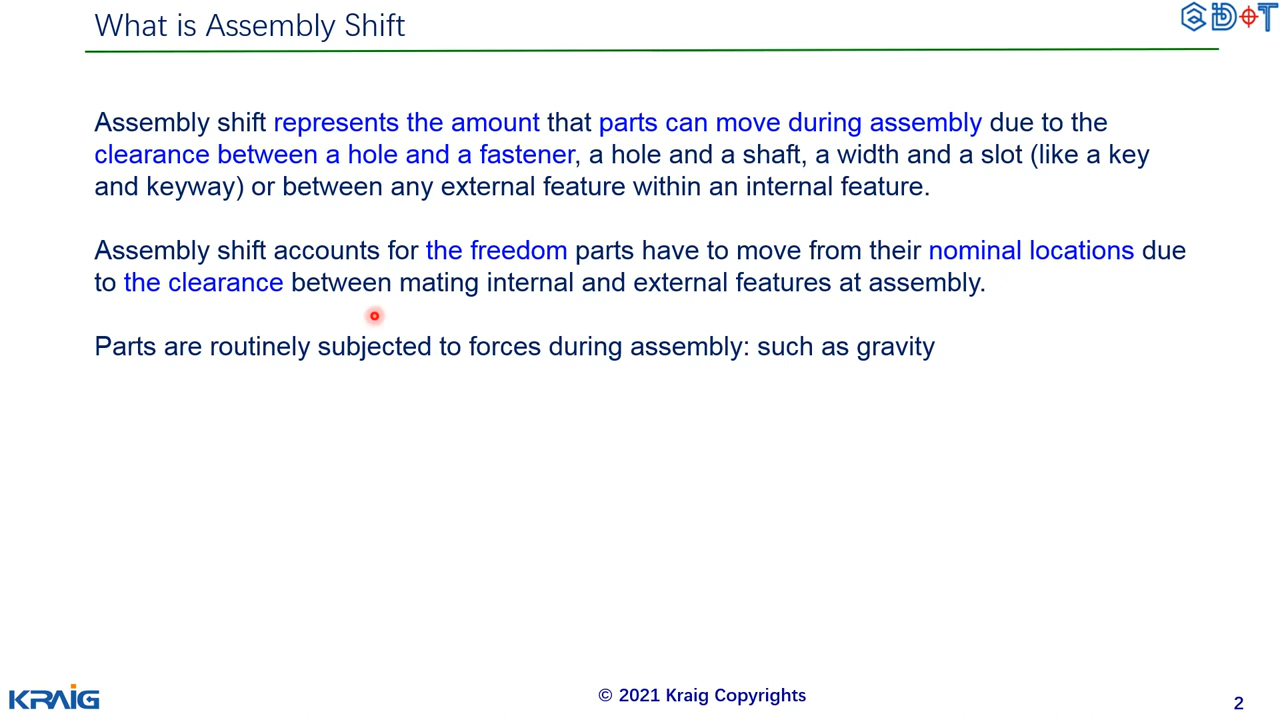 What is Assembly Shift
Assembly shift represents the amount that parts can move during assembly due to the
clearance between a hole and a fastener, a hole and a shaft, a width and a slot (like a key
and keyway) or between any external feature within an internal feature.
Assembly shift accounts for the freedom parts have to move from their nominal locations due
to the clearance between mating internal and external features at assembly.
Parts are routinely subjected to forces during assembly: such as gravity
KRAIG
© 2021 Kraig Copyrights
2